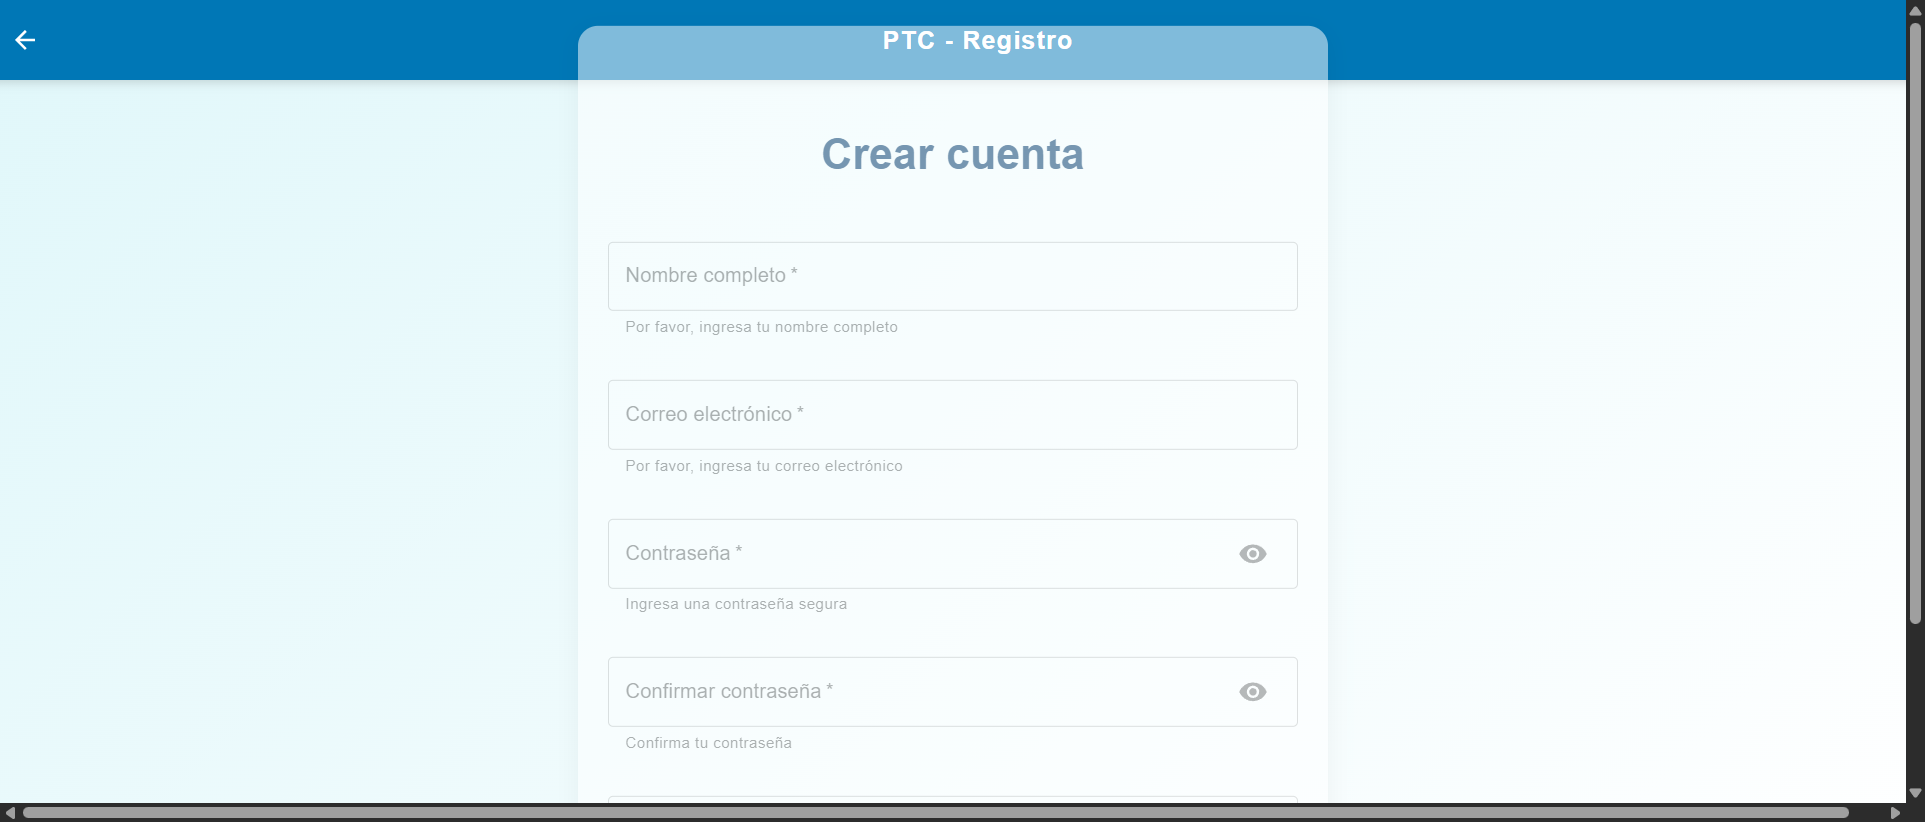 PTC - Registro
Crear cuenta
Nombre completo *
Por favor, ingresa tu nombre completo
Correo electrónico *
Por favor, ingresa tu correo electrónico
Contraseña *
Ingresa una contraseña segura
Confirmar contraseña *
Confirma tu contraseña